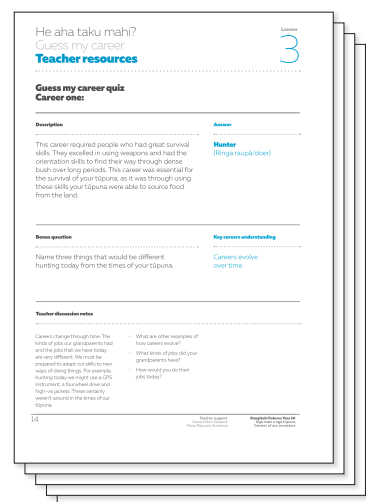 He aha taku mahi?
Guess my career
Teacher resources
Lesson
3
Guess my career quiz
Career one:
Description
Answer
This career required people who had great survival
skills. They excelled in using weapons and had the
orientation skills to find their way through dense
bush over long periods. This career was essential for
the survival of your tūpuna, as it was through using
these skills your tūpuna were able to source food
from the land.
Hunter
(Ringa raupā/doer)
Bonus question
Key careers understanding
Name three things that would be different
hunting today from the times of your tūpuna.
Careers evolve
over time.
Teacher discussion notes
Careers change through time. The
kinds of jobs our grandparents had
and the jobs that we have today
are very different. We must be
prepared to adapt our skills to new
ways of doing things. For example,
hunting today we might use a GPS
instrument, a fourwheel drive and
high-vis jackets. These certainly
weren't around in the times of our
tūpuna.
- What are other examples of
how careers evolve?
- What kinds of jobs did your
grandparents have?
- How would you do their
jobs today?
14
Teacher support
Careers New Zealand
Mana Rapuara Aotearoa